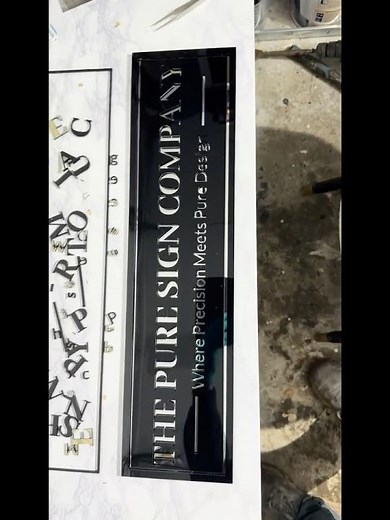 THE PURE SIGN COMPANY
Where Precision Meets Pure Design